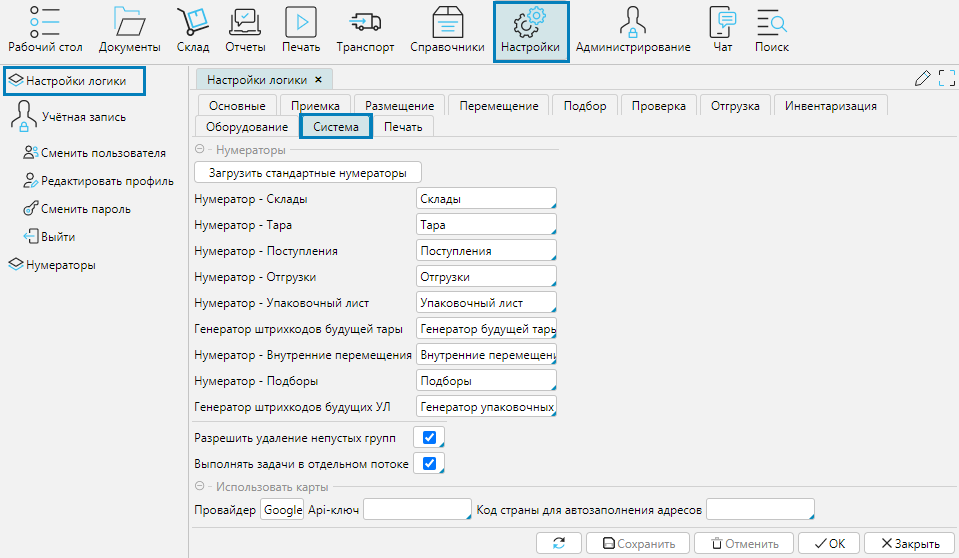 Рабочий стол Документы Склад Отчеты Печать Транспорт Справочники Настройки Администрирование Чат Поиск
Настройки логики
Учётная запись
Сменить пользователя
Редактировать профиль
Сменить пароль
Выйти
Нумераторы
Настройки логики ×
Основные Приемка Размещение Перемещение Подбор Проверка Отгрузка Инвентаризация
Оборудование Система Печать
Нумераторы
Загрузить стандартные нумераторы
Нумератор - Склады Склады
Нумератор - Тара Тара
Нумератор - Поступления Поступления
Нумератор - Отгрузки Отгрузки
Нумератор - Упаковочный лист Упаковочный лист
Генератор штрихкодов будущей тары Генератор будущей тары
Нумератор - Внутренние перемещения Внутренние перемещени
Нумератор - Подборы Подборы
Генератор штрихкодов будущих УЛ Генератор упаковочных
Разрешить удаление непустых групп
Выполнять задачи в отдельном потоке
Использовать карты
Провайдер Google Api-ключ Код страны для автозаполнения адресов
Сохранить Отменить OK Закрыть